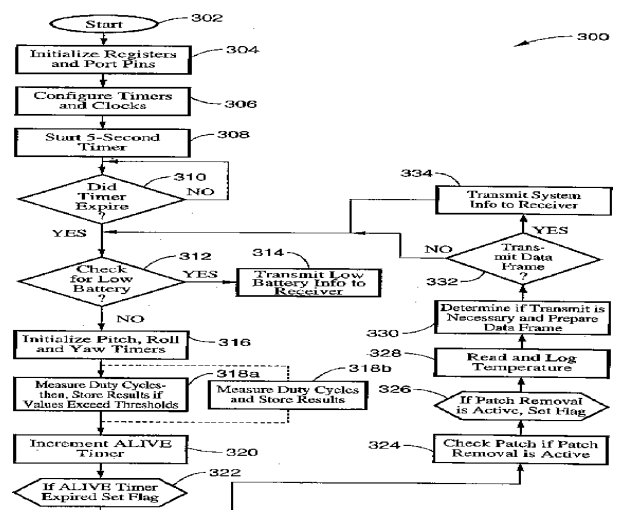 Start
302
300
Initialize Registers
and Port Pins
304
Configure Timers
and Clocks
306
Start 5-Second
Timer
308
Did
Timer
Expire
?
310
NO
YES
Check
for Low
Battery
?
312
YES
NO
314
Transmit Low
Battery Info to
Receiver
Initialize Pitch, Roll
and Yaw Timers
316
318a
Measure Duty Cycles-
then, Store Results if
Values Exceed Thresholds
318b
Measure Duty Cycles
and Store Results
Increment ALIVE
Timer
320
322
If ALIVE Timer
Expired Set Flag
334
Transmit System
Info to Receiver
YES
NO
Trans-
mit Data
Frame
?
332
Determine if Transmit is
Necessary and Prepare
Data Frame
330
328
Read and Log
Temperature
326
If Patch Removal
is Active, Set Flag
324
Check Patch if Patch
Removal is Active